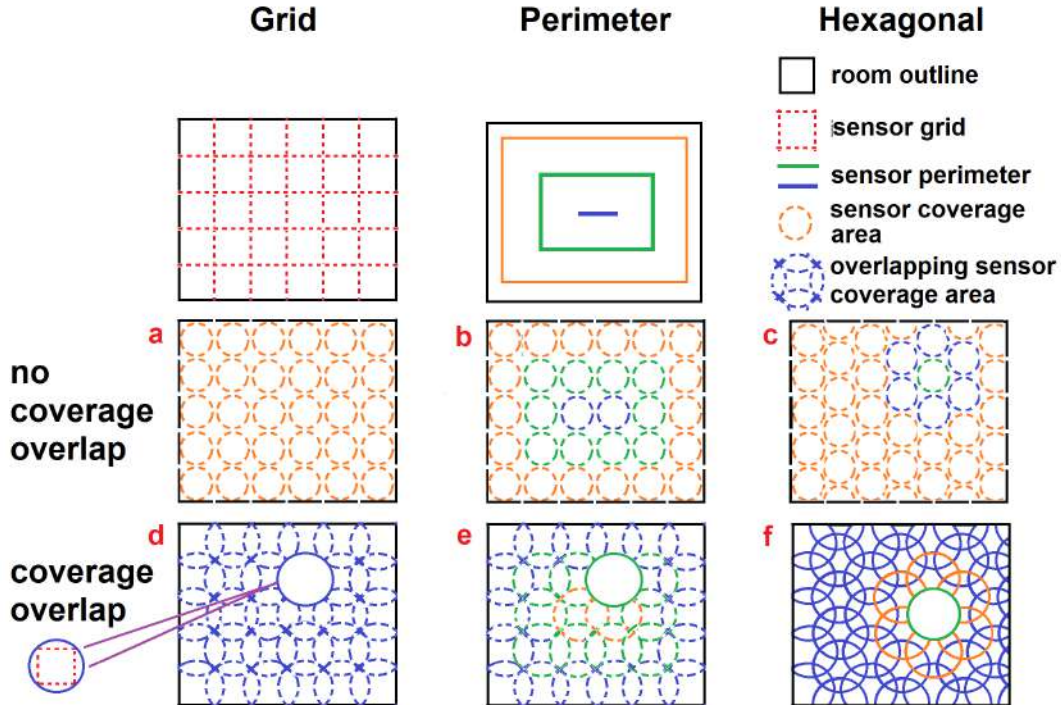 Grid
Perimeter
Hexagonal
room outline
sensor grid
sensor perimeter
sensor coverage
area
overlapping sensor
coverage area
a
b
c
no
coverage
overlap
d
e
f
coverage
overlap